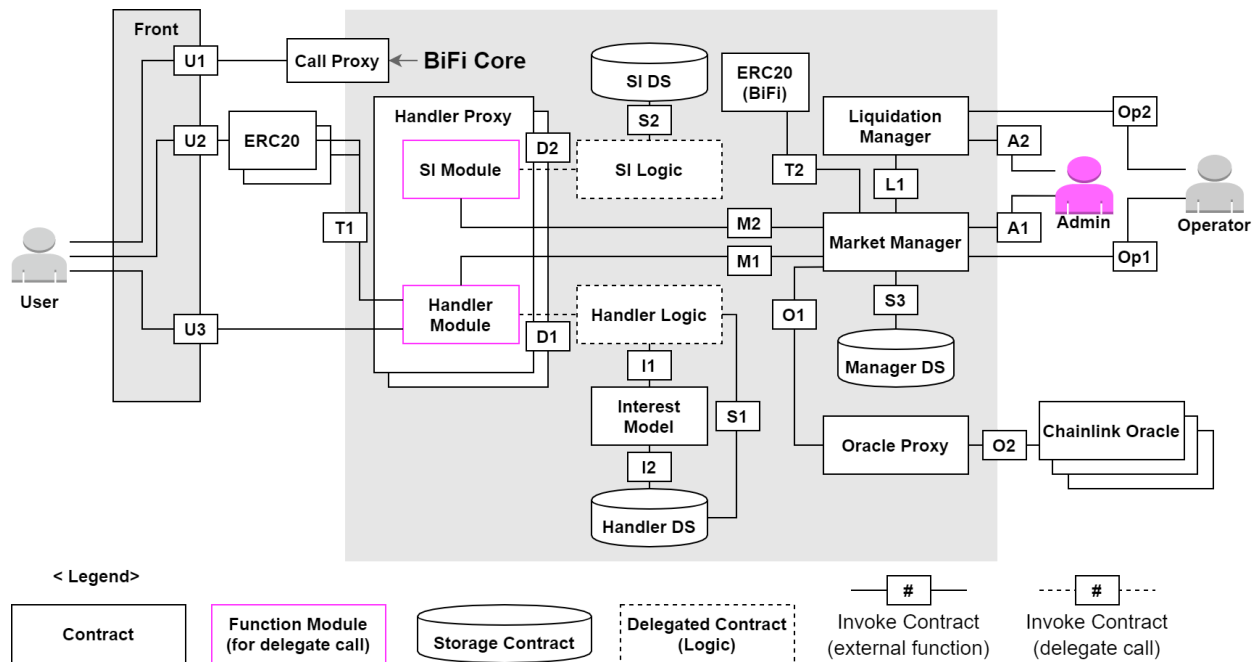 Front
U1
Call Proxy
BiFi Core
SI DS
ERC20
(BiFi)
Handler Proxy
S2
Liquidation
Manager
Op2
U2
ERC20
D2
A2
SI Module
SI Logic
T2
L1
Admin
Operator
T1
M2
Market Manager
A1
User
M1
Op1
Handler
Module
Handler Logic
O1
S3
U3
D1
I1
Manager DS
Interest
Model
S1
Oracle Proxy
O2
Chainlink Oracle
I2
Handler DS
< Legend>
Contract
Function Module
(for delegate call)
Storage Contract
Delegated Contract
(Logic)
#
Invoke Contract
(external function)
#
Invoke Contract
(delegate call)